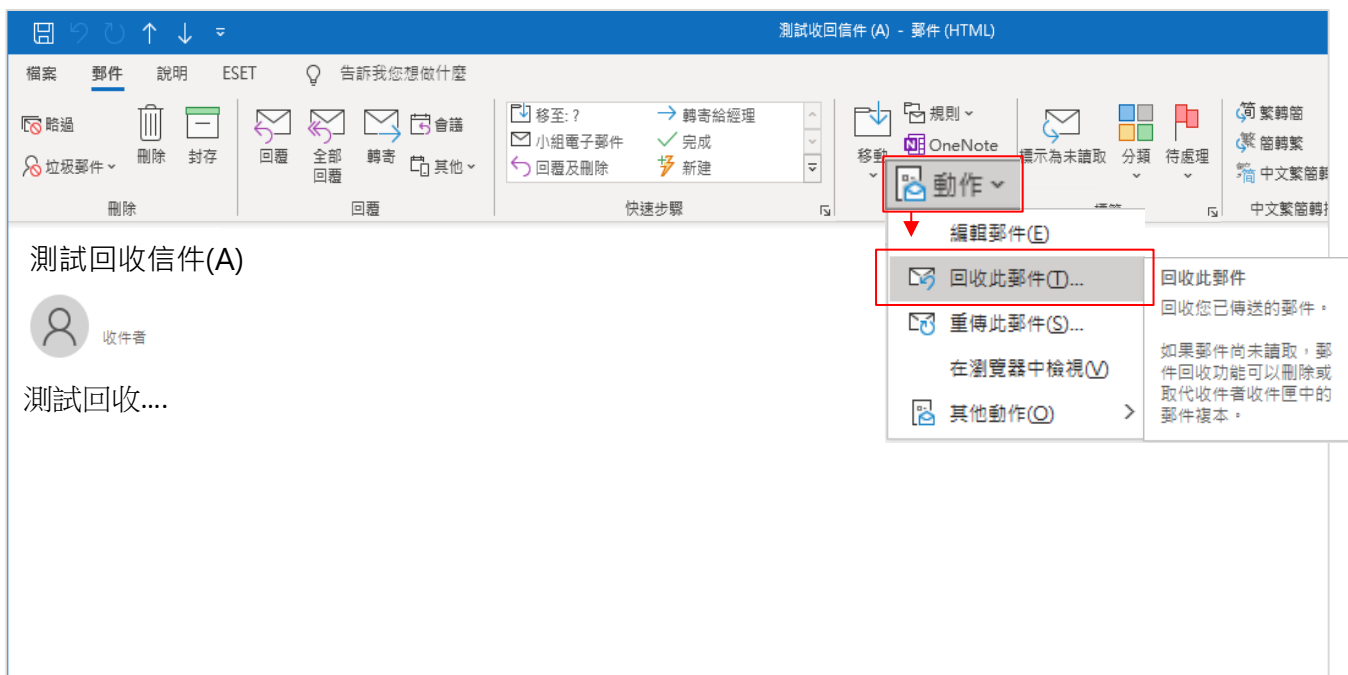 測試收回信件 (A) - 郵件 (HTML)
檔案 郵件 說明 ESET 告訴我您想做什麼
略過
垃圾郵件
刪除
封存
刪除
回覆
全部
回覆
轉寄
會議
其他
回覆
移至: ?
小組電子郵件
回覆及刪除
轉寄給經理
完成
新建
快速步驟
移動
規則
OneNote
動作
標示為未讀取
分類
待處理
繁轉簡
簡轉繁
中文繁簡轉
中文繁簡轉
編輯郵件(E)
回收此郵件(T)...
重傳此郵件(S)...
在瀏覽器中檢視(V)
其他動作(O)
回收此郵件
回收您已傳送的郵件。
如果郵件尚未讀取，郵
件回收功能可以刪除或
取代收件者收件匣中的
郵件複本。
測試回收信件(A)
收件者
測試回收....